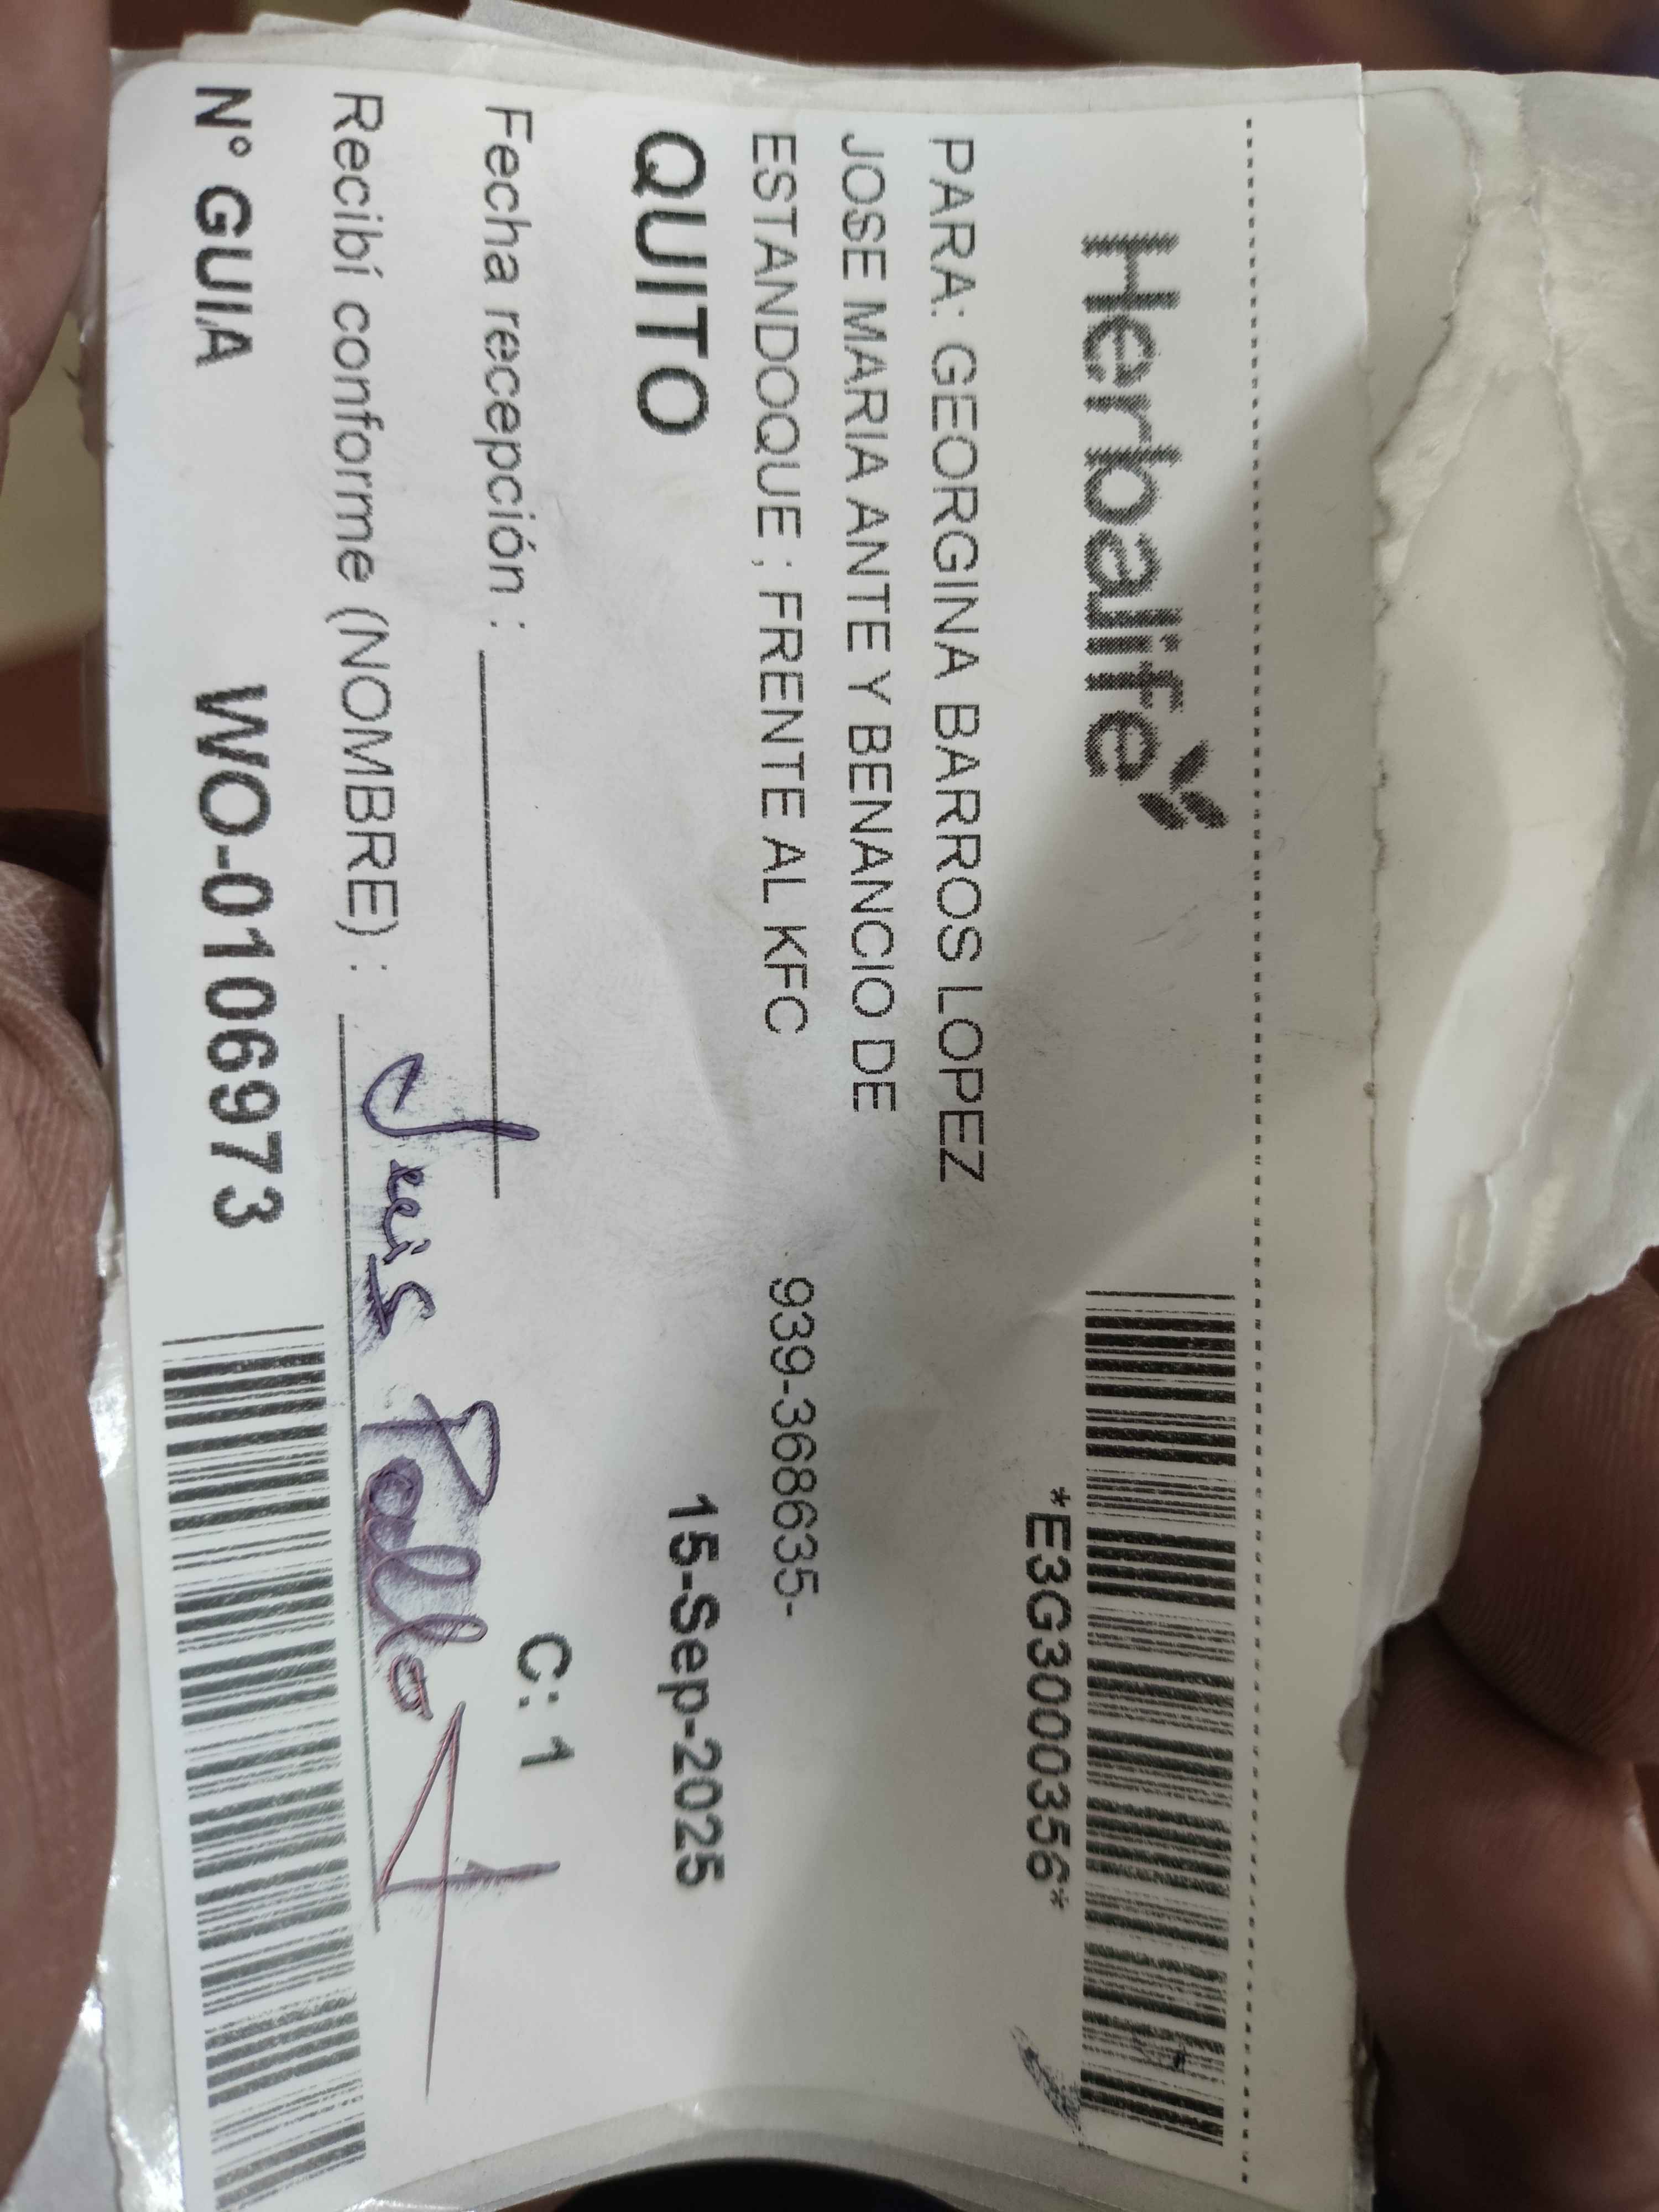 Herbalife
*E3G3000356*
PARA: GEORGINA BARROS LOPEZ
JOSE MARIA ANTE Y BENANCIO DE
ESTANDOQUE ; FRENTE AL KFC 939-368635-
QUITO 15-Sep-2025
C: 1
Fecha recepción :
Recibí conforme (NOMBRE) :
N° GUIA WO-0106973